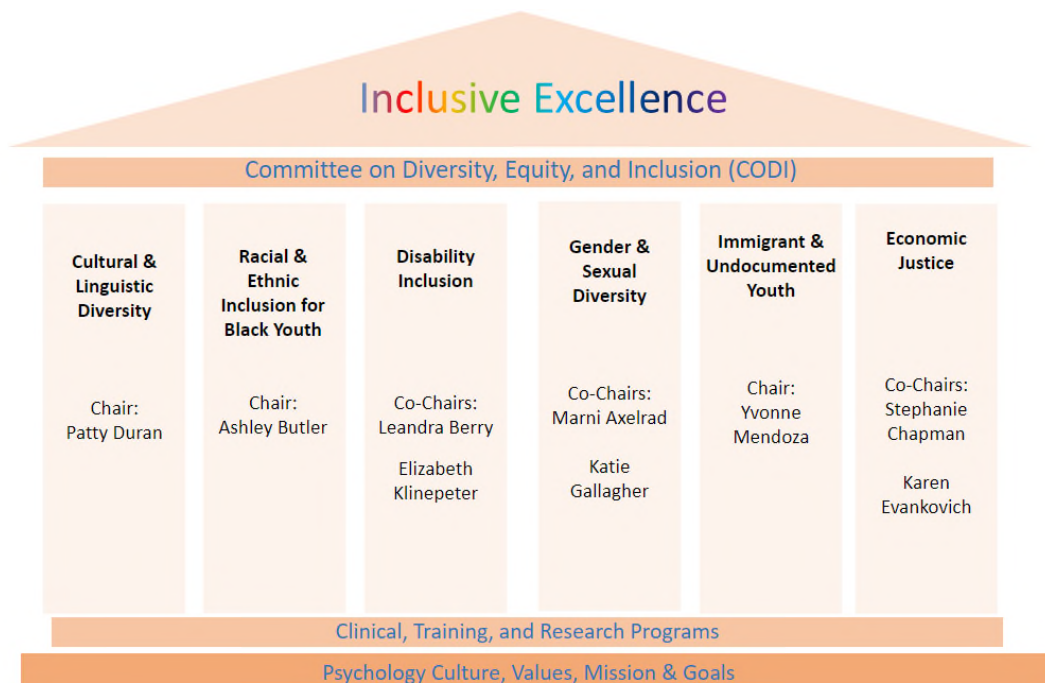 Inclusive Excellence
Committee on Diversity, Equity, and Inclusion (CODI)
Cultural &
Linguistic
Diversity
Chair:
Patty Duran
Racial &
Ethnic
Inclusion for
Black Youth
Chair:
Ashley Butler
Disability
Inclusion
Co-Chairs:
Leandra Berry
Elizabeth
Klinepeter
Gender &
Sexual
Diversity
Co-Chairs:
Marni Axelrad
Katie
Gallagher
Immigrant &
Undocumented
Youth
Chair:
Yvonne
Mendoza
Economic
Justice
Co-Chairs:
Stephanie
Chapman
Karen
Evankovich
Clinical, Training, and Research Programs
Psychology Culture, Values, Mission & Goals